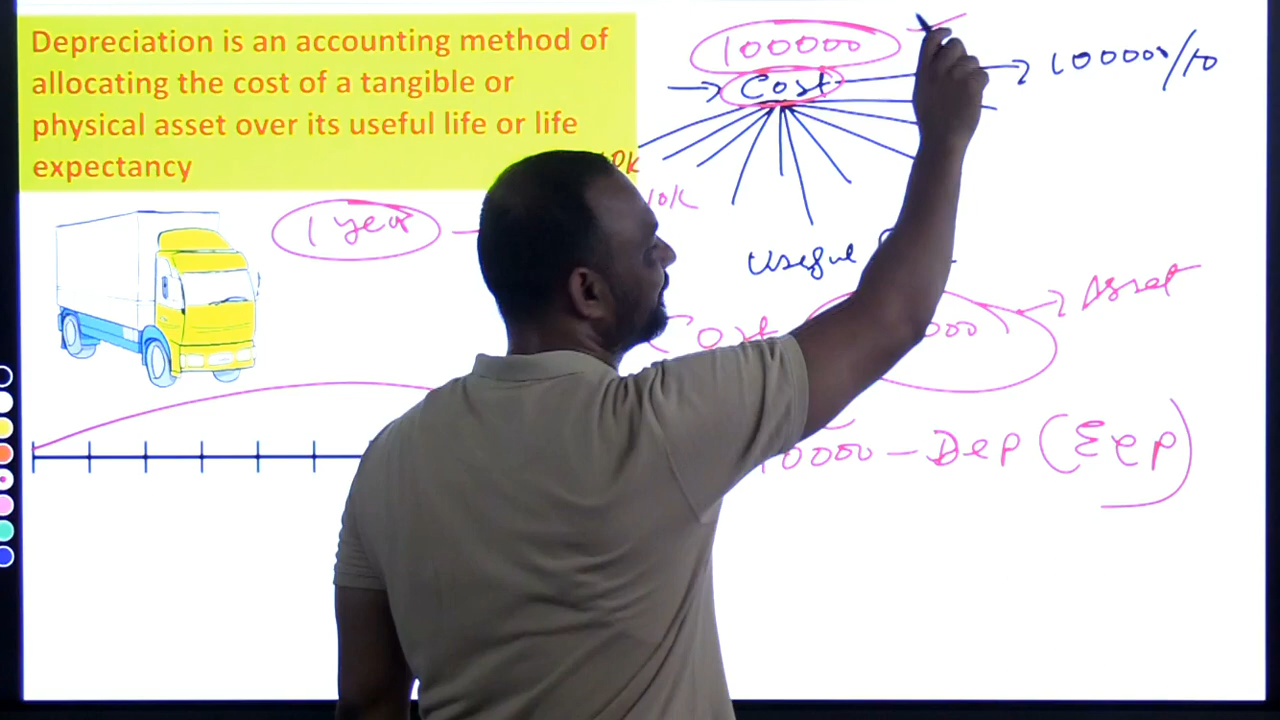 Depreciation is an accounting method of
allocating the cost of a tangible or
physical asset over its useful life or life
expectancy
100000
Cost
100000/10
10K
1 year
Useful
Cost
Asset
10000 - Dep (Exp)